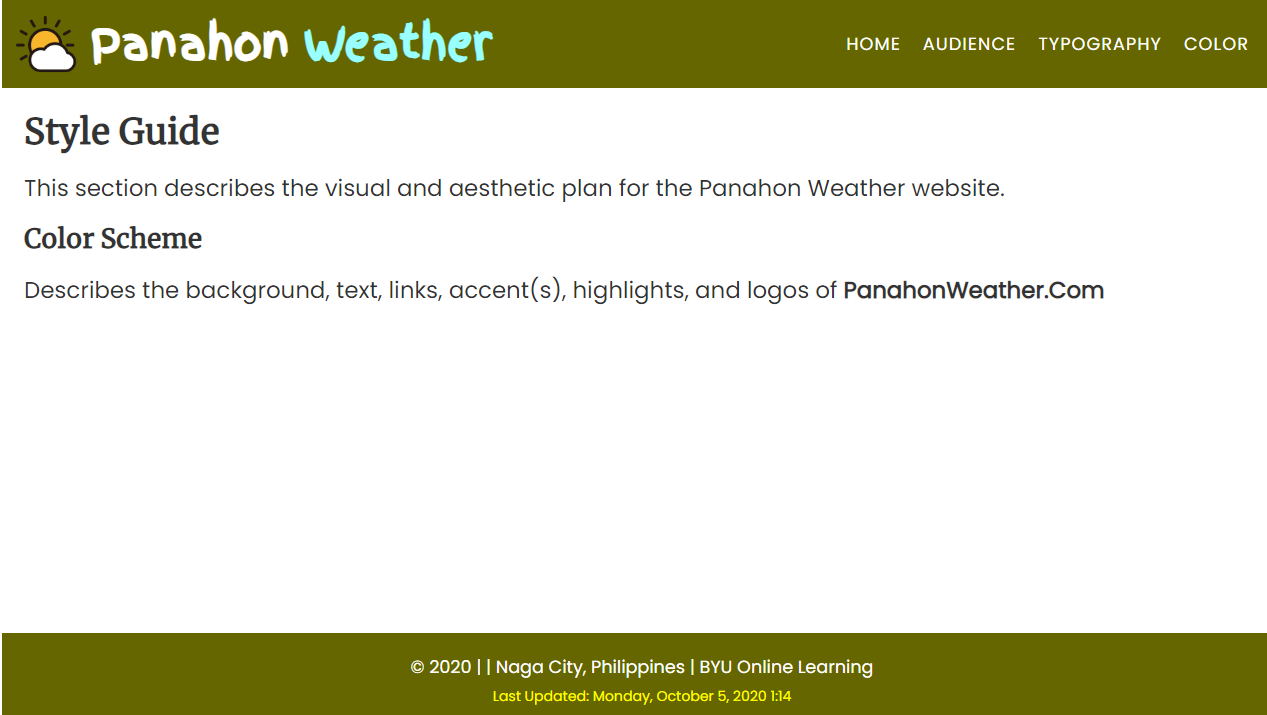 Panahon Weather
HOME AUDIENCE TYPOGRAPHY COLOR
Style Guide
This section describes the visual and aesthetic plan for the Panahon Weather website.
Color Scheme
Describes the background, text, links, accent(s), highlights, and logos of PanahonWeather.Com
© 2020 | | Naga City, Philippines | BYU Online Learning
Last Updated: Monday, October 5, 2020 1:14